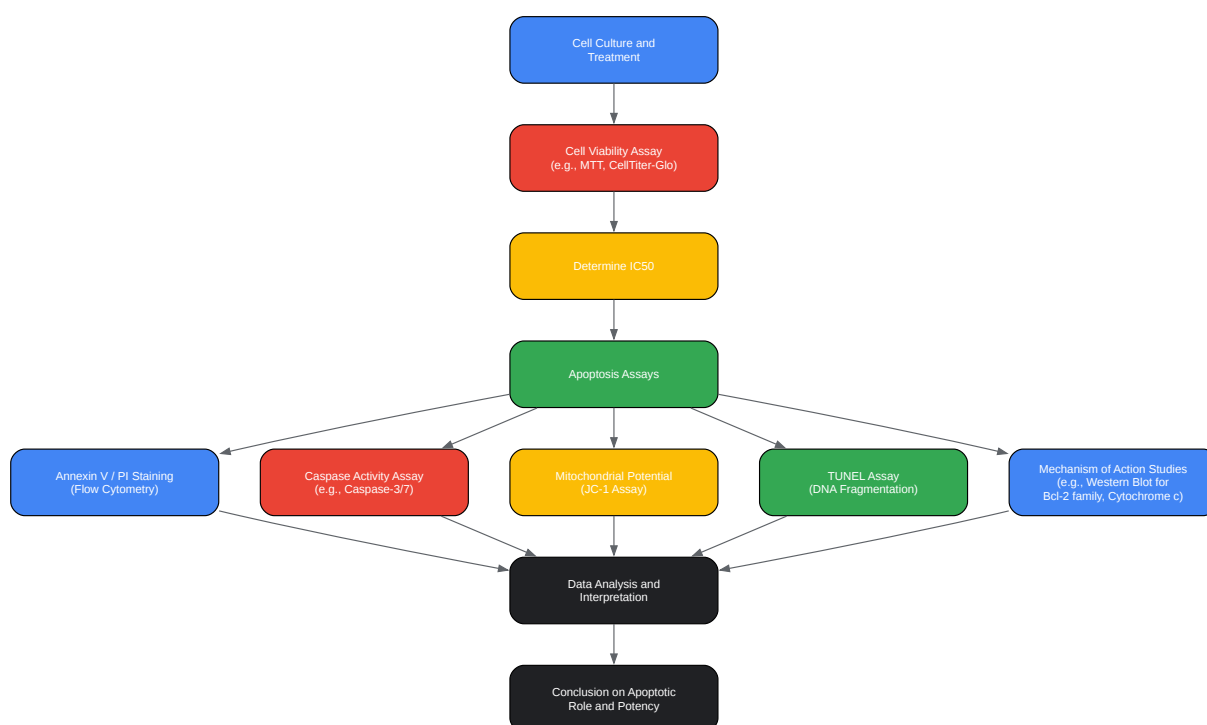 Cell Culture and
Treatment
Cell Viability Assay
(e.g., MTT, CellTiter-Glo)
Determine IC50
Apoptosis Assays
Annexin V / PI Staining
(Flow Cytometry)
Caspase Activity Assay
(e.g., Caspase-3/7)
Mitochondrial Potential
(JC-1 Assay)
TUNEL Assay
(DNA Fragmentation)
Mechanism of Action Studies
(e.g., Western Blot for
Bcl-2 family, Cytochrome c)
Data Analysis and
Interpretation
Conclusion on Apoptotic
Role and Potency